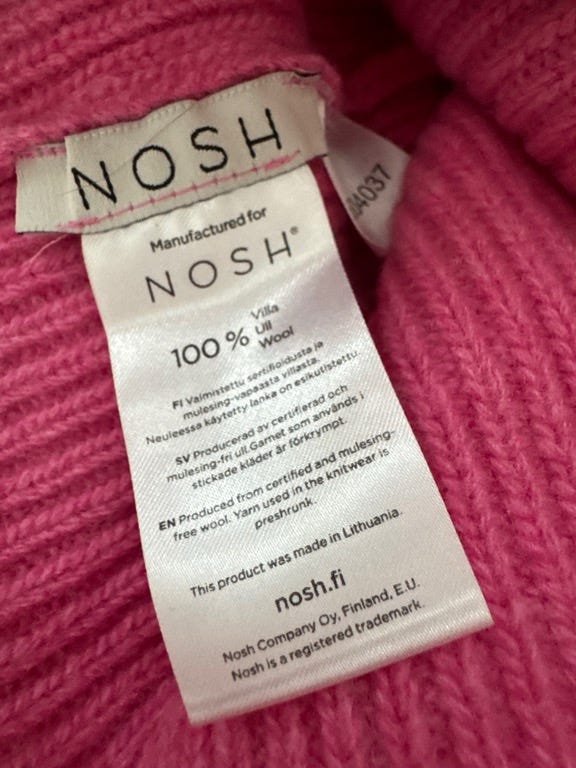 NOSH
204037
Manufactured for
NOSH®
100 % Villa
Ull
Wool
FI Valmistettu sertifioidusta ja
mulesing-vapaasta villasta.
Neuleessa käytetty lanka on esikutistettu.
SV Producerad av certifierad och
mulesing-fri ull.Garnet som används i
stickade kläder är förkrympt.
EN Produced from certified and mulesing-
free wool. Yarn used in the knitwear is
preshrunk.
This product was made in Lithuania.
nosh.fi
Nosh Company Oy, Finland, E.U.
Nosh is a registered trademark.